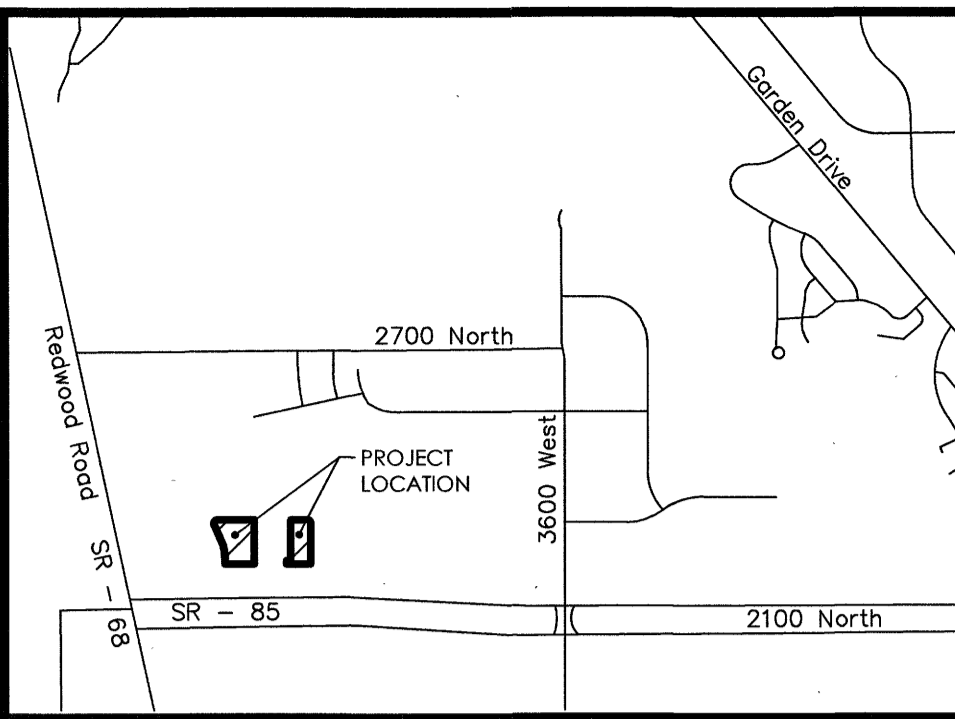 Garden Drive
2700 North
Redwood Road SR - 68
PROJECT
LOCATION
3600 West
SR - 85
2100 North